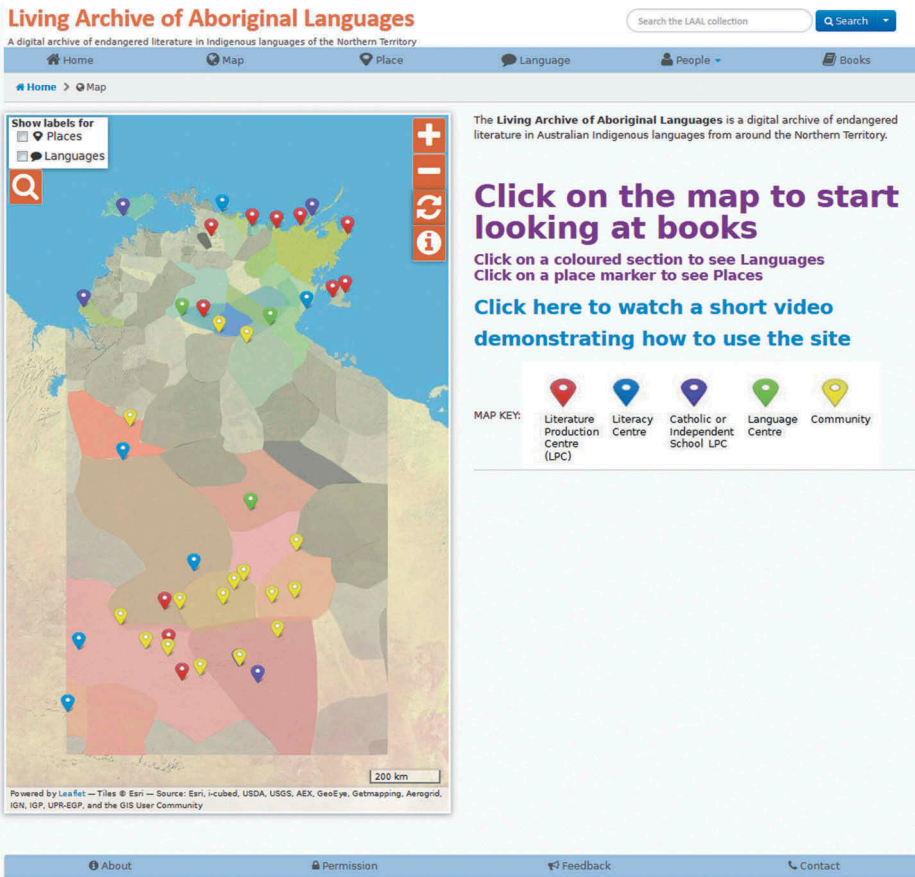 Living Archive of Aboriginal Languages
A digital archive of endangered literature in Indigenous languages of the Northern Territory
Search the LAAL collection
Search
Home
Map
Place
Language
People
Books
Home > Map
Show labels for
Places
Languages
The Living Archive of Aboriginal Languages is a digital archive of endangered
literature in Australian Indigenous languages from around the Northern Territory.
Click on the map to start
looking at books
Click on a coloured section to see Languages
Click on a place marker to see Places
Click here to watch a short video
demonstrating how to use the site
MAP KEY:
Literature
Production
Centre
(LPC)
Literacy
Centre
Catholic or
Independent
School LPC
Language
Centre
Community
200 km
Powered by Leaflet — Tiles © Esri — Source: Esri, i-cubed, USDA, USGS, AEX, GeoEye, Getmapping, Aerogrid,
IGN, IGP, UPR-EGP, and the GIS User Community
About
Permission
Feedback
Contact